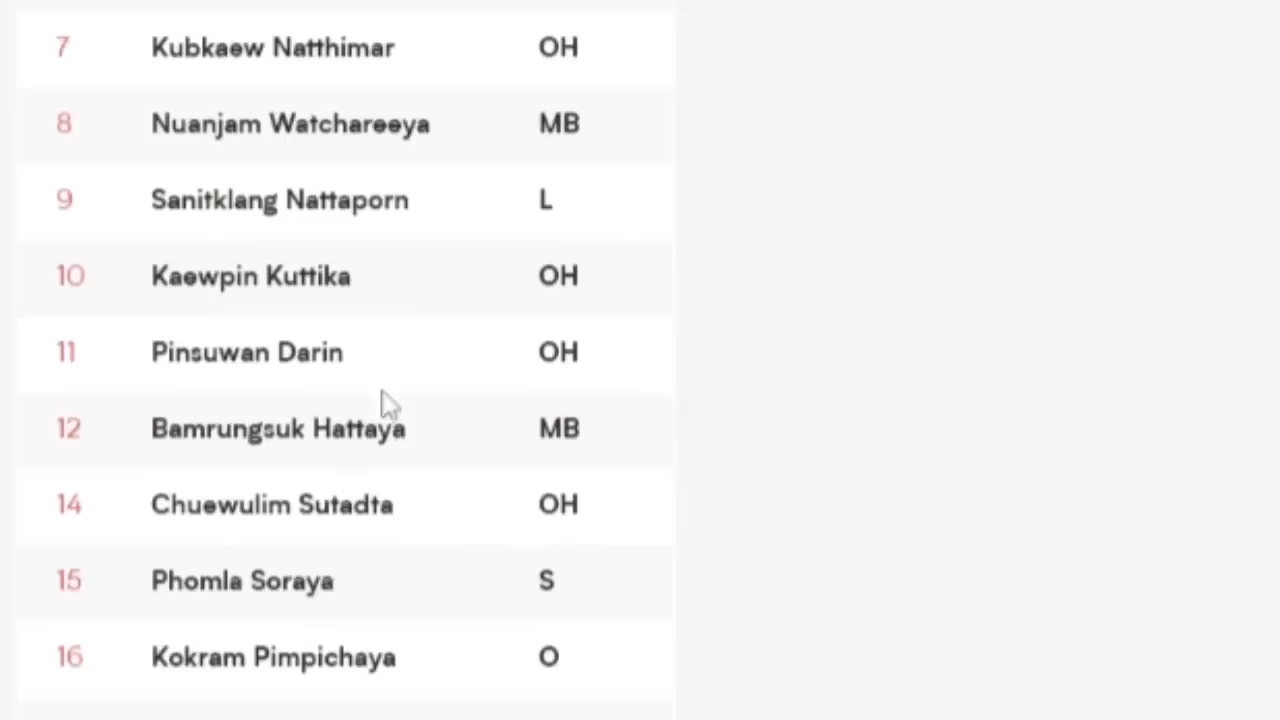 7 Kubkaew Natthimar OH
8 Nuanjam Watchareeya MB
9 Sanitklang Nattaporn L
10 Kaewpin Kuttika OH
11 Pinsuwan Darin OH
12 Bamrungsuk Hattaya MB
14 Chuewulim Sutadta OH
15 Phomla Soraya S
16 Kokram Pimpichaya O